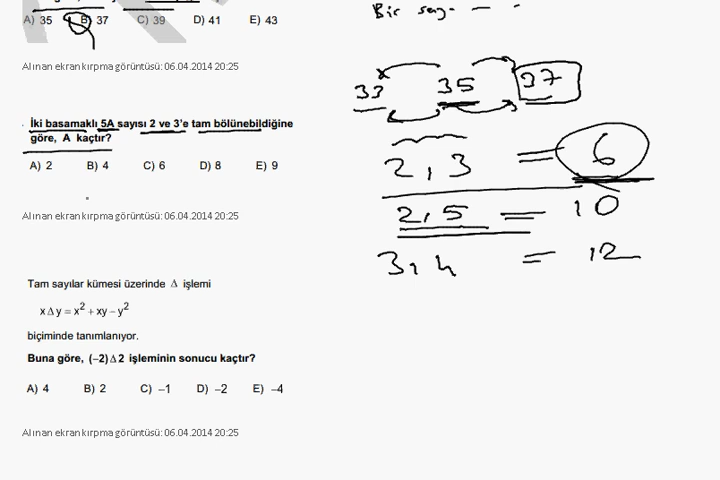 Bir sayı
A) 35 B) 37 C) 39 D) 41 E) 43
Alınan ekran kırpma görüntüsü: 06.04.2014 20:25
33 35 37
İki basamaklı 5A sayısı 2 ve 3'e tam bölünebildiğine
göre, A kaçtır?
A) 2 B) 4 C) 6 D) 8 E) 9
2, 3 = 6
2, 5 = 10
3, 4 = 12
Alınan ekran kırpma görüntüsü: 06.04.2014 20:25
Tam sayılar kümesi üzerinde Δ işlemi
x Δ y = x² + xy – y²
biçiminde tanımlanıyor.
Buna göre, (–2) Δ 2 işleminin sonucu kaçtır?
A) 4 B) 2 C) –1 D) –2 E) –4
Alınan ekran kırpma görüntüsü: 06.04.2014 20:25